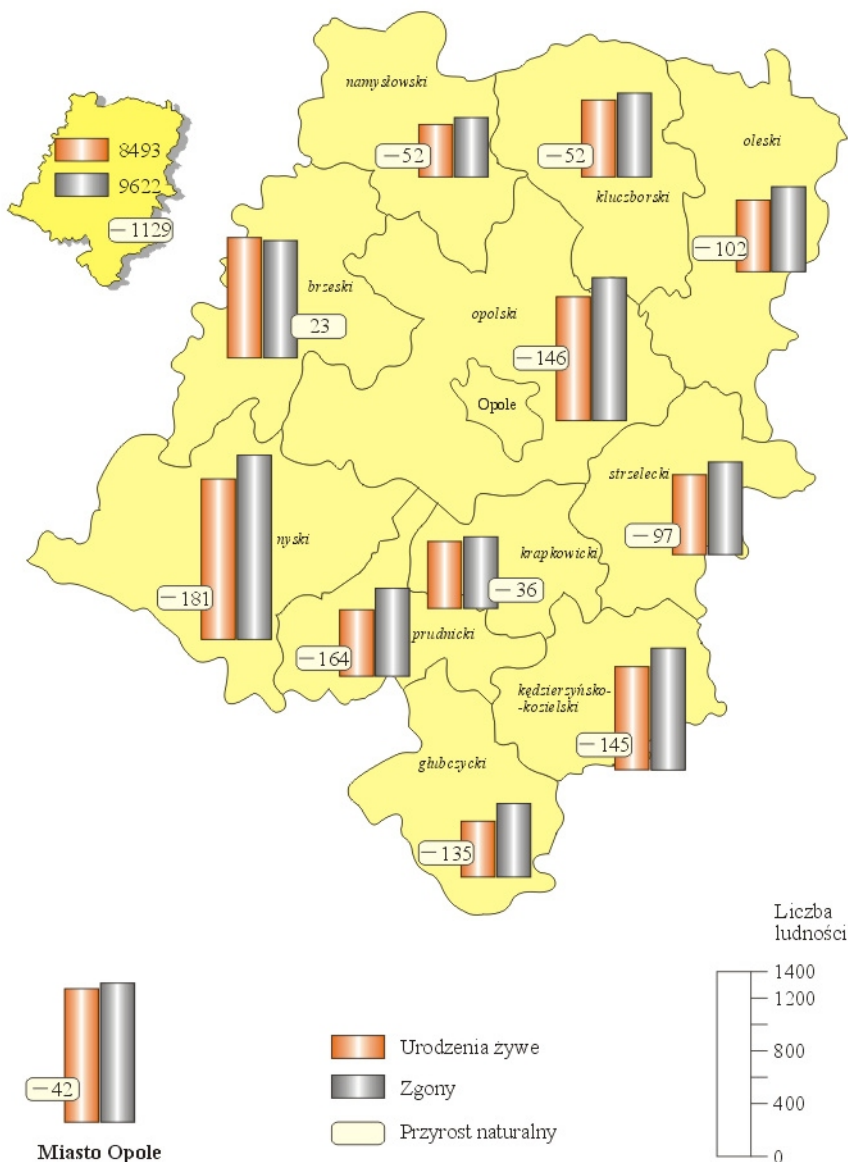 namysłowski
8493
9622
− 1129
− 52
− 52
oleski
kluczborski
− 102
brzeski
23
opolski
− 146
Opole
strzelecki
− 97
nyski
krapkowicki
− 36
− 181
prudnicki
− 164
kędzierzyńsko-
-kozielski
− 145
głubczycki
− 135
Liczba
ludności
1400
1200
800
400
0
− 42
Miasto Opole
Urodzenia żywe
Zgony
Przyrost naturalny